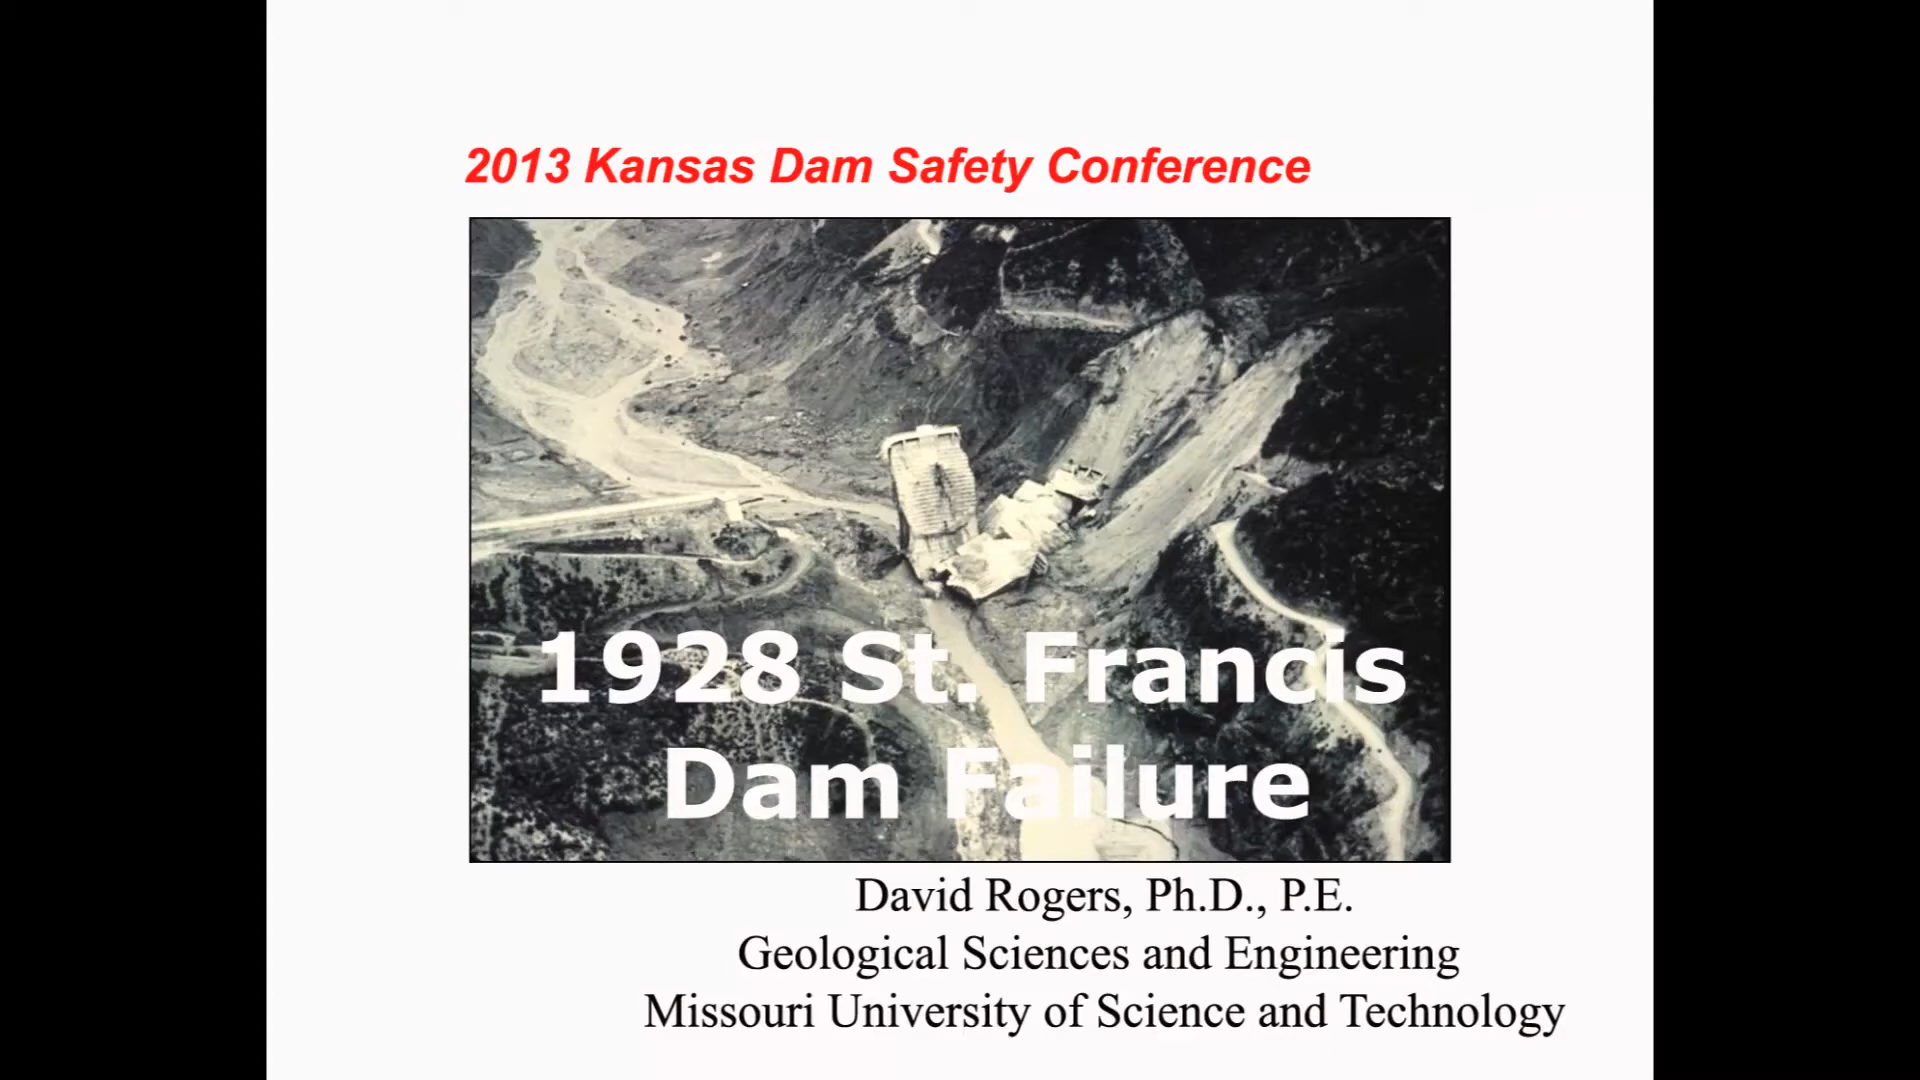 2013 Kansas Dam Safety Conference
1928 St. Francis
Dam Failure
David Rogers, Ph.D., P.E.
Geological Sciences and Engineering
Missouri University of Science and Technology